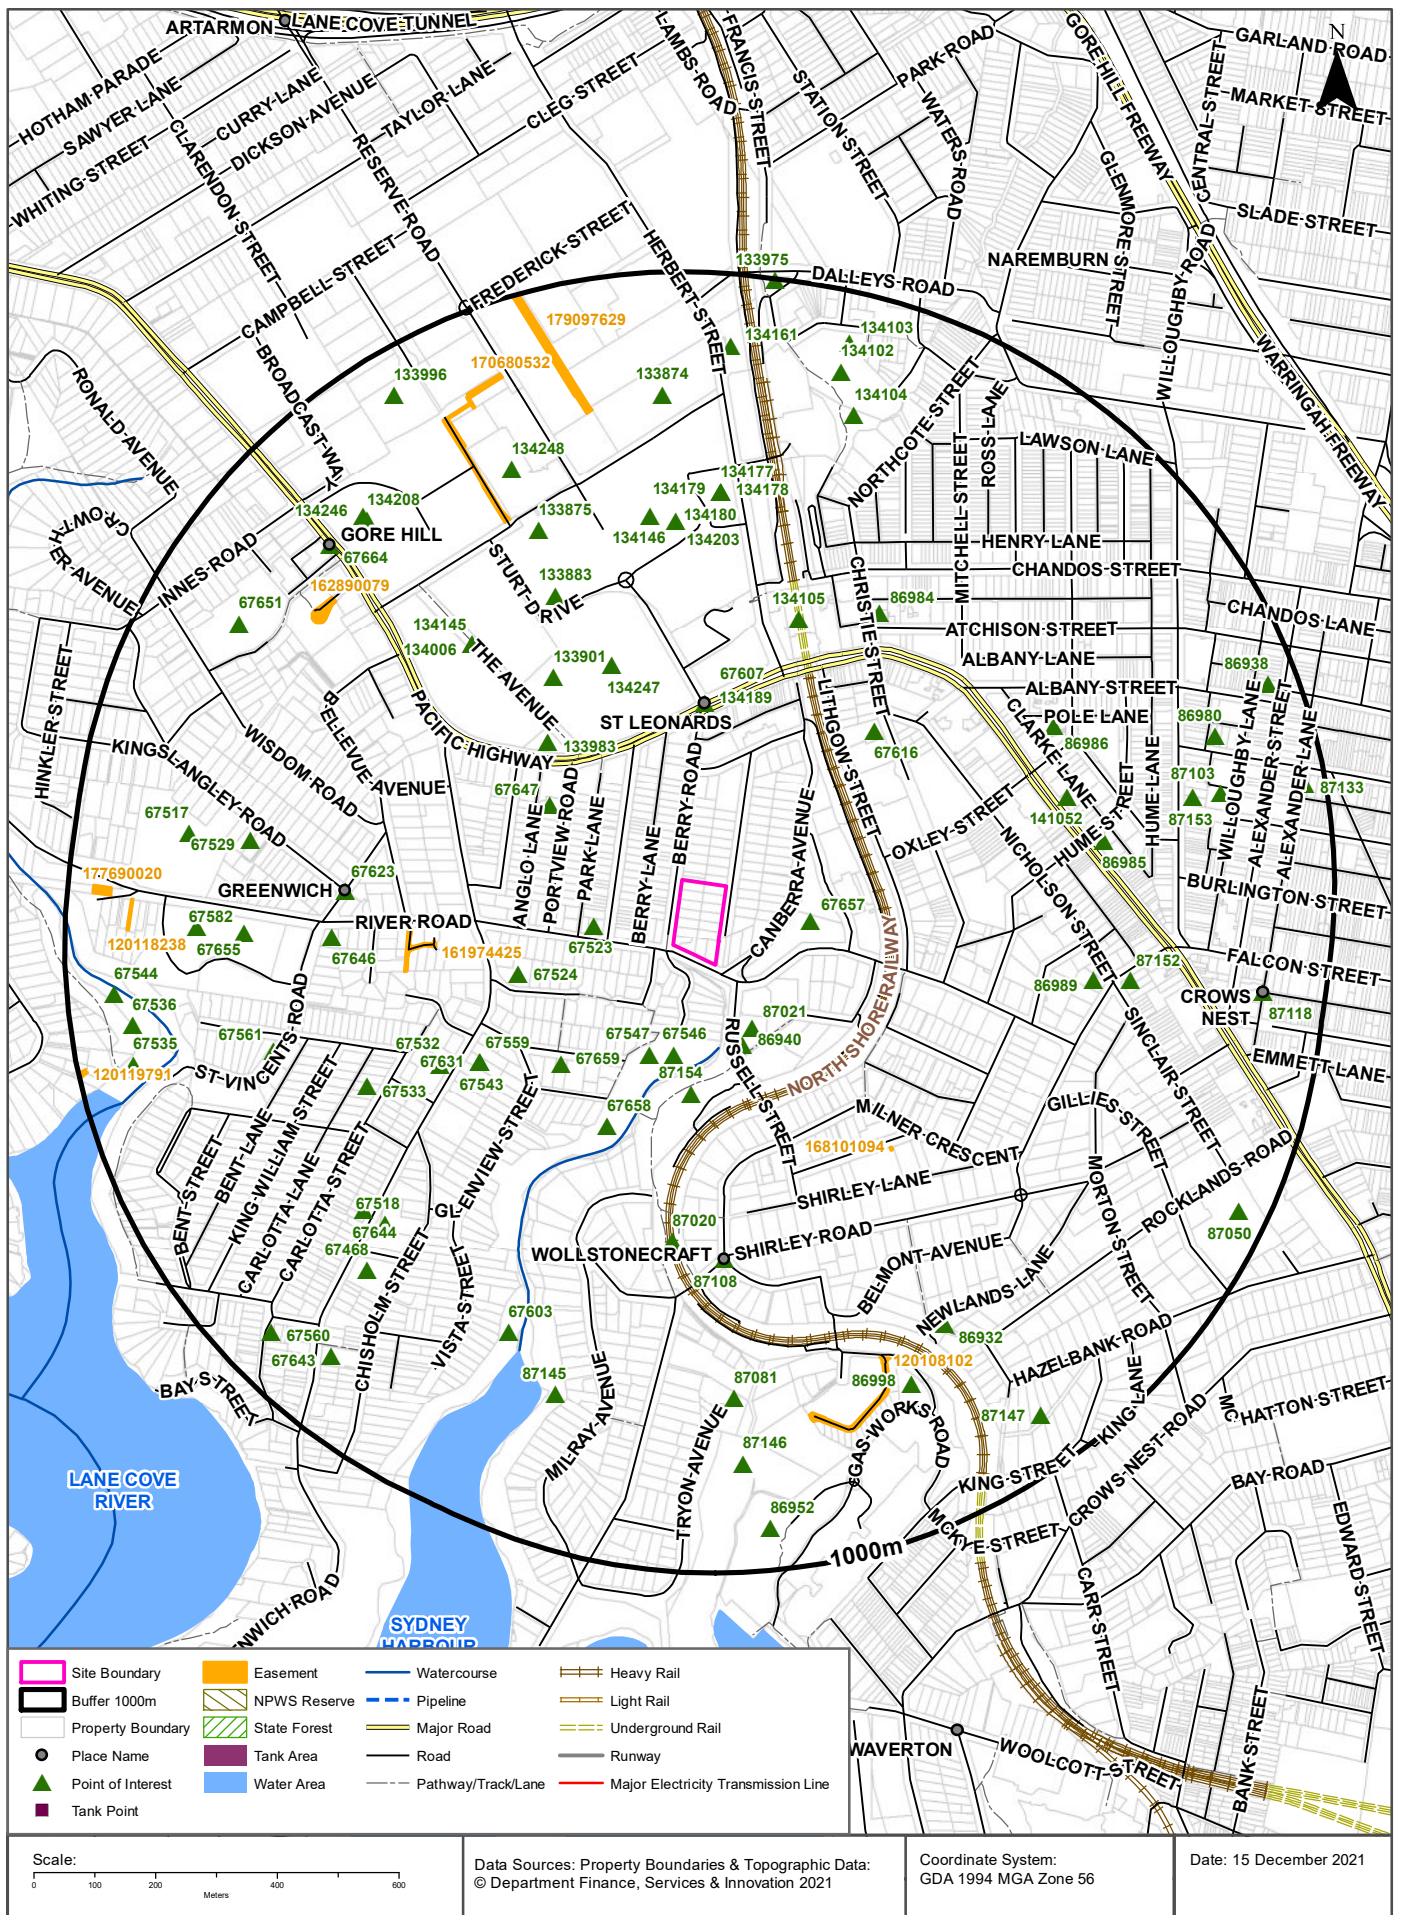 ARTARMON
LANE COVE TUNNEL
HOTHAM PARADE
SAWYER LANE
WHITING STREET
CURRY LANE
DICKSON AVENUE
TAYLOR LANE
CLEG STREET
CLARENDON STREET
RESERVE ROAD
LAMBS ROAD
FRANCIS STREET
STATION STREET
PARK ROAD
WATERS ROAD
GORE HILL FREEWAY
CENTRAL STREET
N
GARLAND ROAD
MARKET STREET
GLENMORE STREET
SLADE STREET
NAREMBURN
WILLOUGHBY ROAD
WARRINGAH FREEWAY
DALLEYS ROAD
133975
CAMPBELL STREET
FREDERICK STREET
HERBERT STREET
BROADCAST WAY
RONALD AVENUE
179097629
170680532
133996
133874
134161
134103
134102
134104
NORTHCOTE STREET
ROSS LANE
MITCHELL STREET
LAWSON LANE
HENRY LANE
CHANDOS STREET
CHANDOS LANE
134248
134177
134179
134178
134208
134246
133875
134180
134146
134203
GORE HILL
67664
162890079
CROWTHER AVENUE
INNES ROAD
67651
STURT DRIVE
133883
134105
CHRISTIE STREET
86984
ATCHISON STREET
ALBANY LANE
ALBANY STREET
86938
134145
134006
THE AVENUE
133901
134247
67607
134189
ST LEONARDS
PACIFIC HIGHWAY
133983
BELLEVUE AVENUE
WISDOM ROAD
KINGSLANGLEY ROAD
HINKLER STREET
LITHGOW STREET
67616
CLARKE LANE
POLE LANE
86986
86980
WILLOUGHBY LANE
ALEXANDER STREET
ALEXANDER LANE
87103
87133
87153
141052
HUME STREET
HUME LANE
86985
BURLINGTON STREET
67647
ANGLO LANE
PORTVIEW ROAD
PARK LANE
BERRY LANE
BERRY ROAD
CANBERRA AVENUE
OXLEY STREET
NICHOLSON STREET
67517
67529
177690020
GREENWICH
67623
RIVER ROAD
67582
67655
120118238
67646
161974425
67523
67524
67657
NORTH SHORE RAILWAY
86989
87152
FALCON STREET
CROWS
NEST
87118
67544
67536
67535
120119791
67561
ST VINCENTS ROAD
67532
67631
67559
67543
67533
67659
67547
67546
87154
67658
87021
86940
RUSSELL STREET
SINCLAIR STREET
EMMETT LANE
GILLIES STREET
MILNER CRESCENT
168101094
MORTON STREET
ROCKLANDS ROAD
87050
BENT STREET
BENT LANE
KING WILLIAM STREET
CARLOTTA LANE
CARLOTTA STREET
GLENVIEW STREET
VISTA STREET
CHISHOLM STREET
67518
67644
67468
87020
WOLLSTONECRAFT
87108
SHIRLEY LANE
SHIRLEY ROAD
BELMONT AVENUE
NEWLANDS LANE
86932
HAZELBANK ROAD
67560
67643
67603
87145
MILRAY AVENUE
TRYON AVENUE
87081
120108102
86998
87146
86952
GAS WORKS ROAD
87147
KING LANE
KING STREET
CROWS NEST ROAD
HATTON STREET
BAY ROAD
EDWARD STREET
MCKYE STREET
CARR STREET
1000m
BAY STREET
LANE COVE
RIVER
SYDNEY
HARBOUR
NWICH ROAD
WAVERTON
WOOLCOTT STREET
BANK STREET
Site Boundary
Buffer 1000m
Property Boundary
Place Name
Point of Interest
Tank Point
Easement
NPWS Reserve
State Forest
Tank Area
Water Area
Watercourse
Pipeline
Major Road
Road
Pathway/Track/Lane
Heavy Rail
Light Rail
Underground Rail
Runway
Major Electricity Transmission Line
Scale:
0 100 200 400 600
Meters
Data Sources: Property Boundaries & Topographic Data:
© Department Finance, Services & Innovation 2021
Coordinate System:
GDA 1994 MGA Zone 56
Date: 15 December 2021